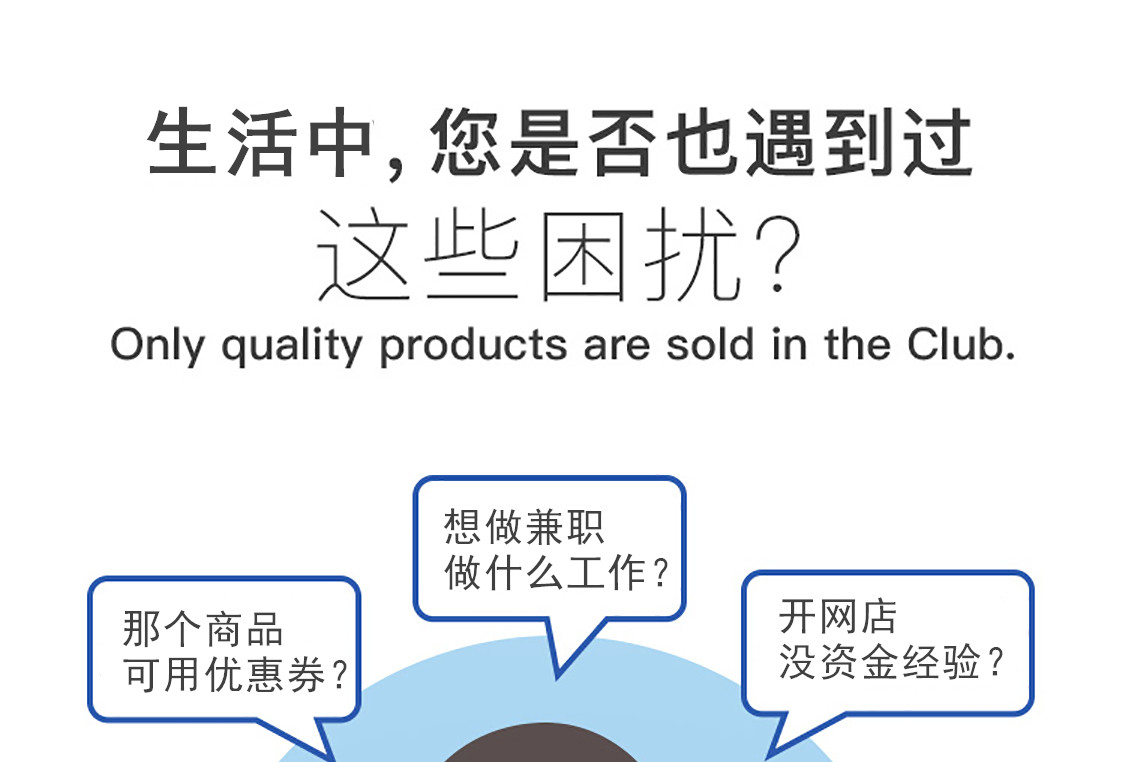 生活中，您是否也遇到过
这些困扰？
Only quality products are sold in the Club.
想做兼职
做什么工作？
那个商品
可用优惠券？
开网店
没资金经验？